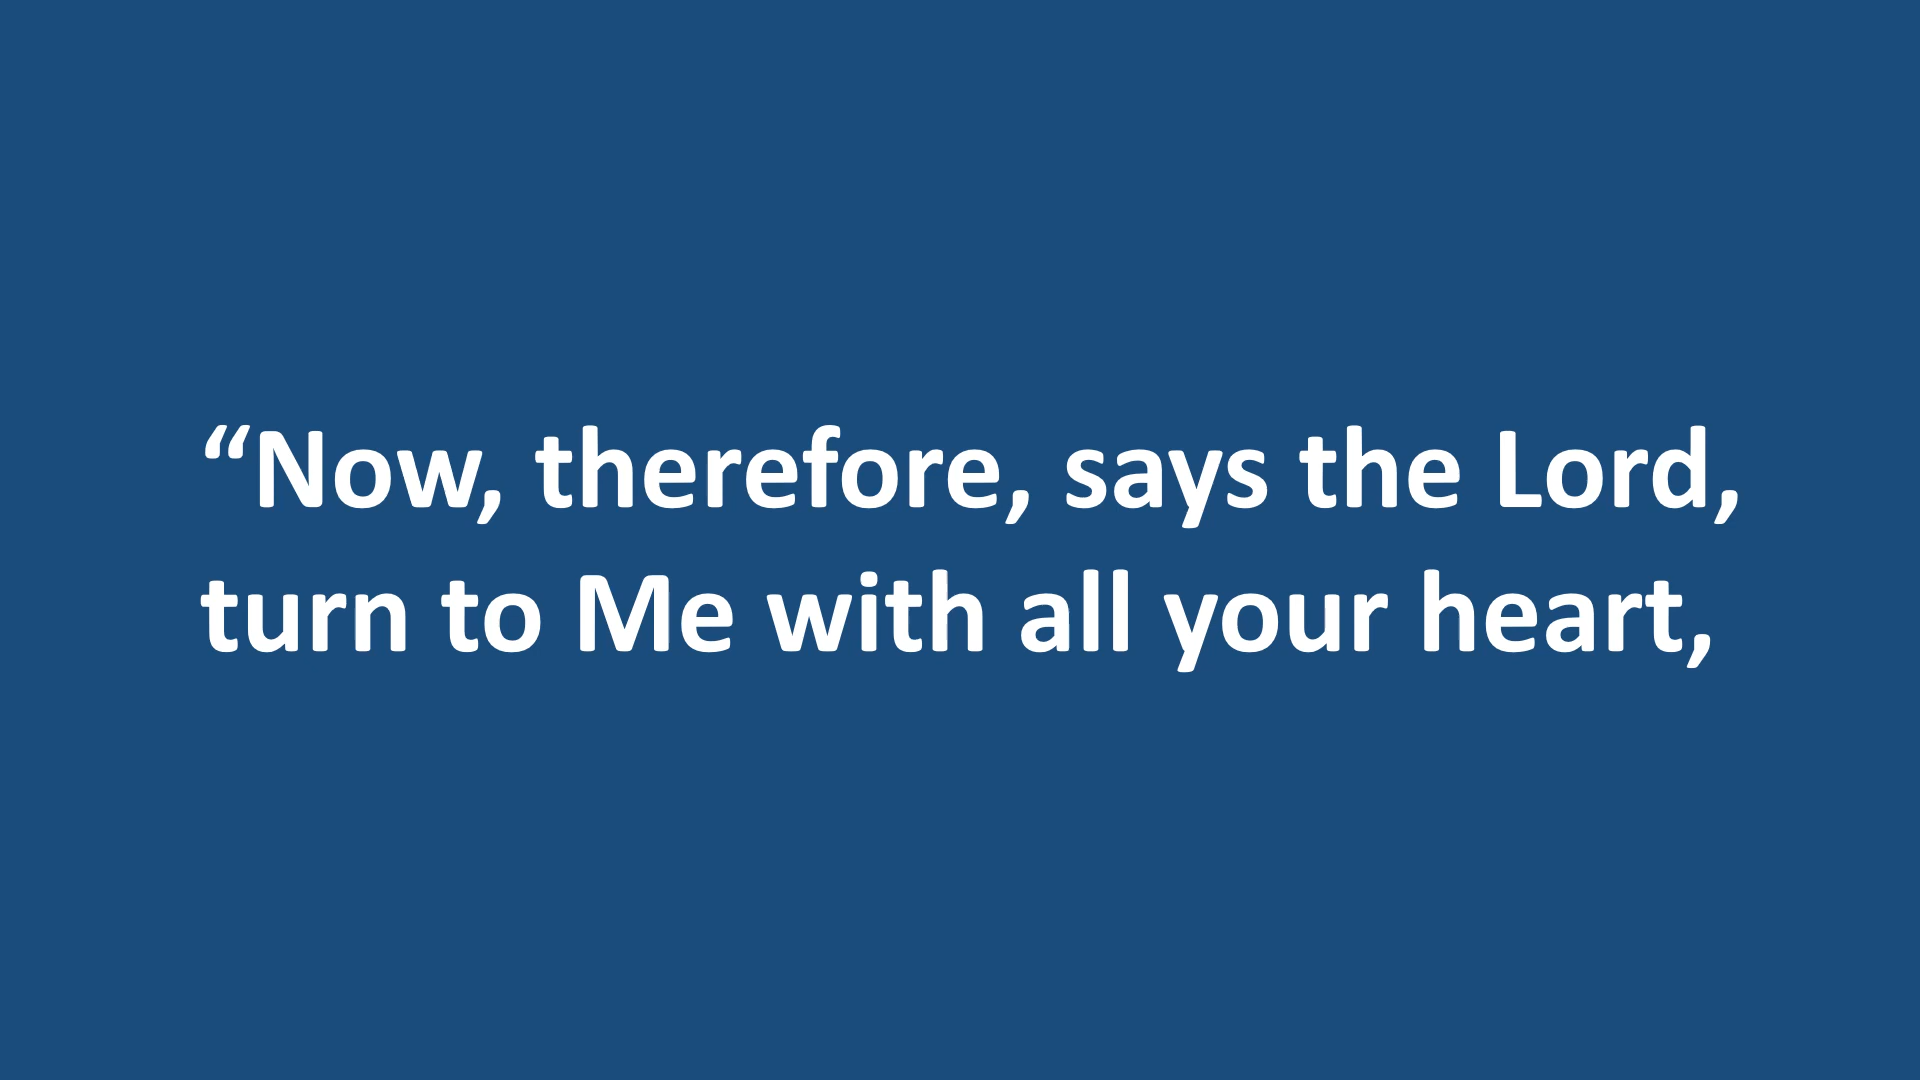 “Now, therefore, says the Lord,
turn to Me with all your heart,